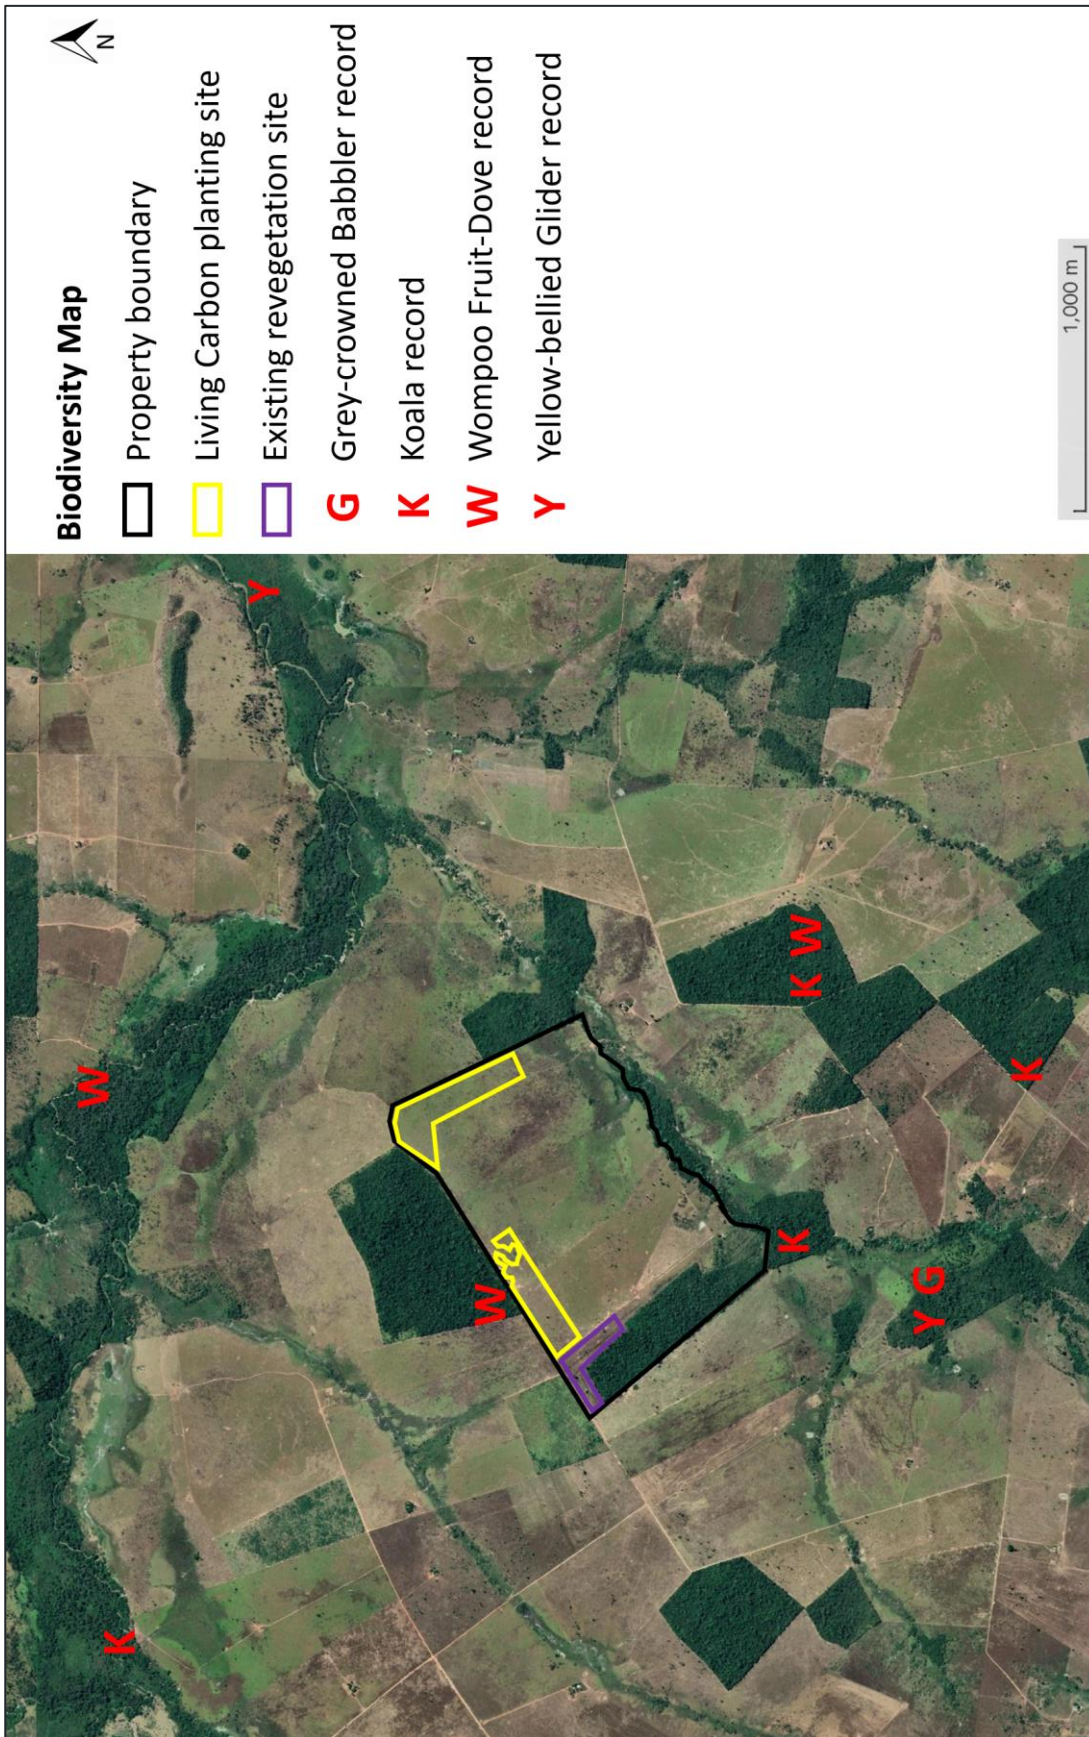 N
Biodiversity Map
Property boundary
Living Carbon planting site
Existing revegetation site
G Grey-crowned Babbler record
K Koala record
W Wompoo Fruit-Dove record
Y Yellow-bellied Glider record
1,000 m
K
W
W
Y
K
Y G
K W
K